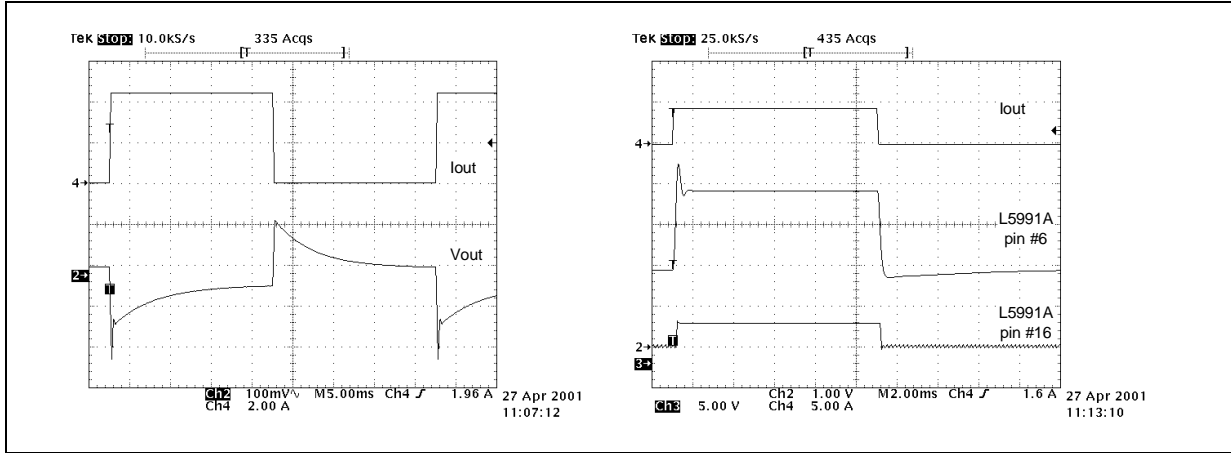 Tek Stop: 10.0kS/s 335 Acqs
[T ]
T
4→
Iout
Vout
2→
T
Ch2 100mV∿ M5.00ms Ch4 ʃ 1.96 A
Ch4 2.00 A
27 Apr 2001
11:07:12
Tek Stop: 25.0kS/s 435 Acqs
[T ]
T
Iout
4→
L5991A
pin #6
T
L5991A
pin #16
T
2→
3→
Ch2 1.00 V M2.00ms Ch4 ʃ 1.6 A
Ch3 5.00 V Ch4 5.00 A
27 Apr 2001
11:13:10